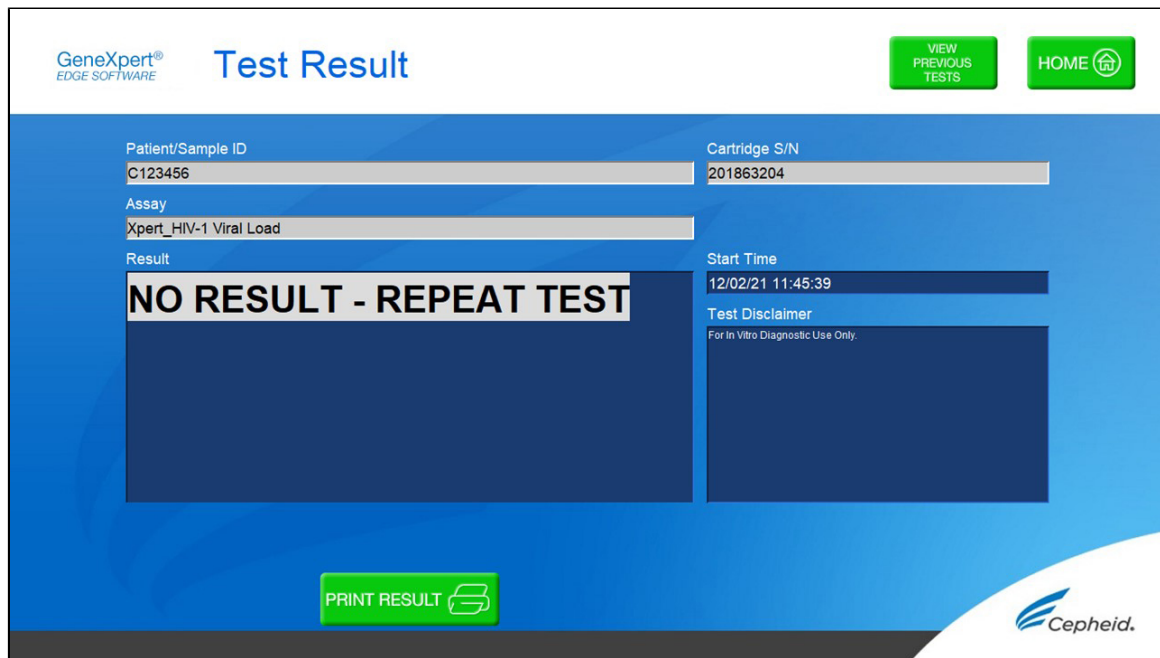 GeneXpert®
EDGE SOFTWARE
Test Result
VIEW
PREVIOUS
TESTS
HOME
Patient/Sample ID
C123456
Cartridge S/N
201863204
Assay
Xpert_HIV-1 Viral Load
Result
NO RESULT - REPEAT TEST
Start Time
12/02/21 11:45:39
Test Disclaimer
For In Vitro Diagnostic Use Only.
PRINT RESULT
Cepheid.